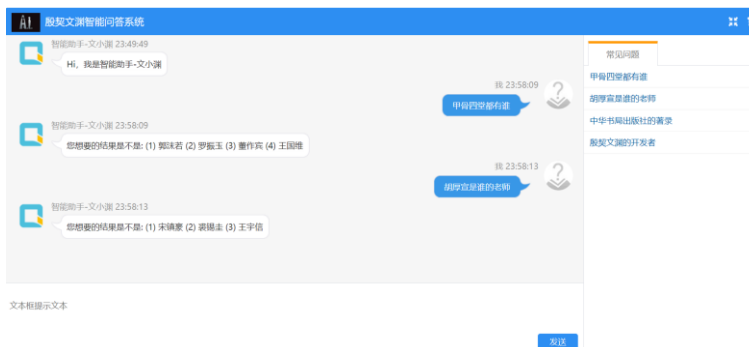 殷契文渊智能问答系统
智能助手-文小渊 23:49:49
Hi，我是智能助手-文小渊
我 23:58:09
甲骨四堂都有谁
智能助手-文小渊 23:58:09
您想要的结果是不是: (1) 郭沫若 (2) 罗振玉 (3) 董作宾 (4) 王国维
我 23:58:13
胡厚宣是谁的老师
智能助手-文小渊 23:58:13
您想要的结果是不是: (1) 宋镇豪 (2) 裘锡圭 (3) 王宇信
文本框提示文本
发送
常见问题
甲骨四堂都有谁
胡厚宣是谁的老师
中华书局出版社的著录
殷契文渊的开发者